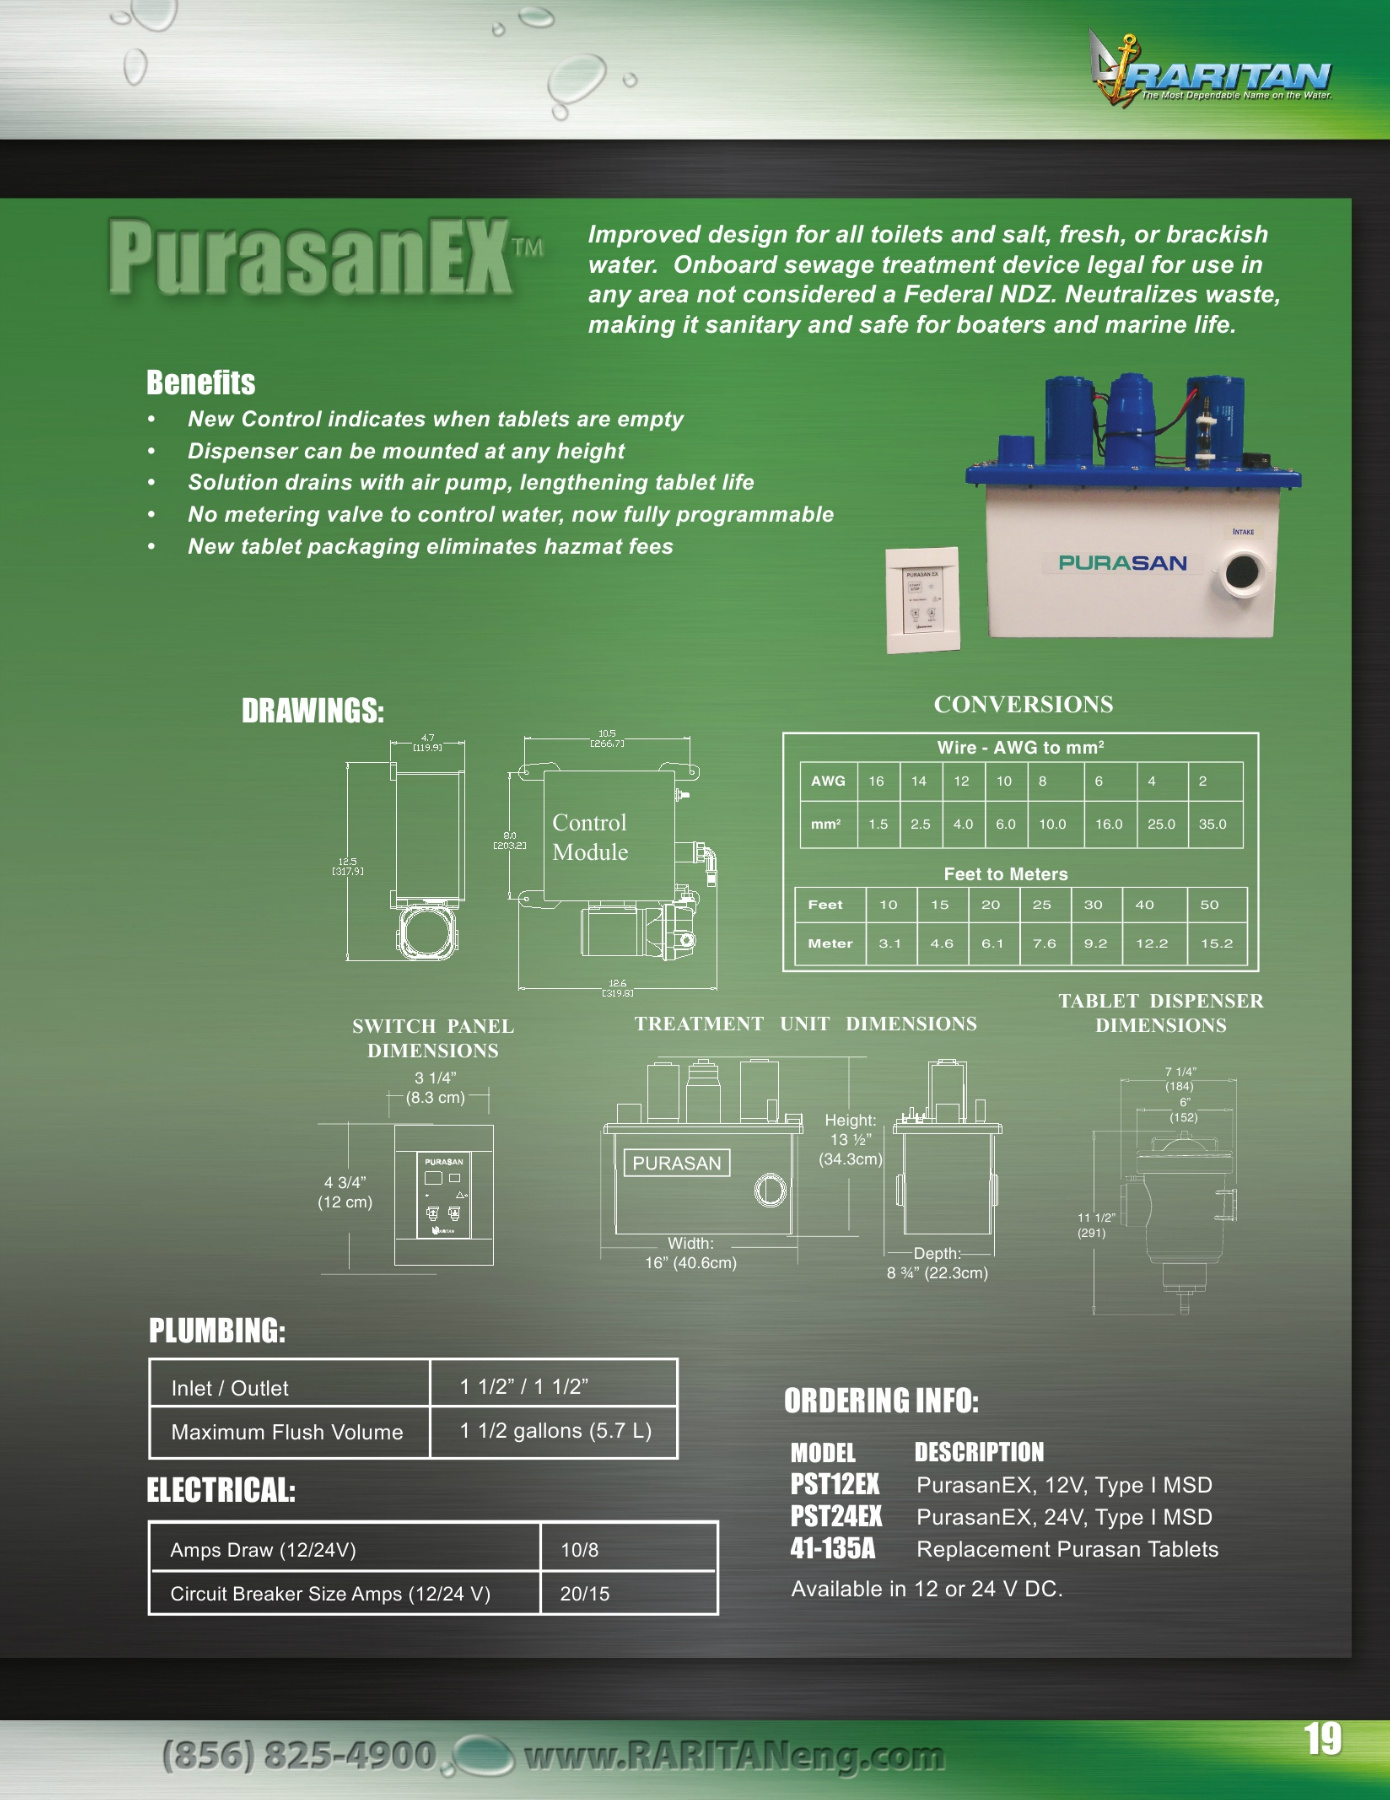 RARITAN
The Most Dependable Name on the Water.
PurasanEX™
Improved design for all toilets and salt, fresh, or brackish
water.  Onboard sewage treatment device legal for use in
any area not considered a Federal NDZ. Neutralizes waste,
making it sanitary and safe for boaters and marine life.
Benefits
• New Control indicates when tablets are empty
• Dispenser can be mounted at any height
• Solution drains with air pump, lengthening tablet life
• No metering valve to control water, now fully programmable
• New tablet packaging eliminates hazmat fees
INTAKE
PURASAN
PURASAN EX
DRAWINGS:
4.7
[119.9]
10.5
[266.7]
12.5
[317.9]
8.0
[203.2]
Control
Module
12.6
[319.8]
CONVERSIONS
Wire - AWG to mm²
AWG 16 14 12 10 8 6 4 2
mm² 1.5 2.5 4.0 6.0 10.0 16.0 25.0 35.0
Feet to Meters
Feet 10 15 20 25 30 40 50
Meter 3.1 4.6 6.1 7.6 9.2 12.2 15.2
SWITCH PANEL
DIMENSIONS
3 1/4”
(8.3 cm)
4 3/4”
(12 cm)
PURASAN
TREATMENT UNIT DIMENSIONS
PURASAN
Height:
13 ½”
(34.3cm)
Width:
16” (40.6cm)
Depth:
8 ¾” (22.3cm)
TABLET DISPENSER
DIMENSIONS
7 1/4”
(184)
6”
(152)
11 1/2”
(291)
PLUMBING:
Inlet / Outlet 1 1/2” / 1 1/2”
Maximum Flush Volume 1 1/2 gallons (5.7 L)
ELECTRICAL:
Amps Draw (12/24V) 10/8
Circuit Breaker Size Amps (12/24 V) 20/15
ORDERING INFO:
MODEL DESCRIPTION
PST12EX PurasanEX, 12V, Type I MSD
PST24EX PurasanEX, 24V, Type I MSD
41-135A Replacement Purasan Tablets
Available in 12 or 24 V DC.
(856) 825-4900 www.RARITANeng.com
19